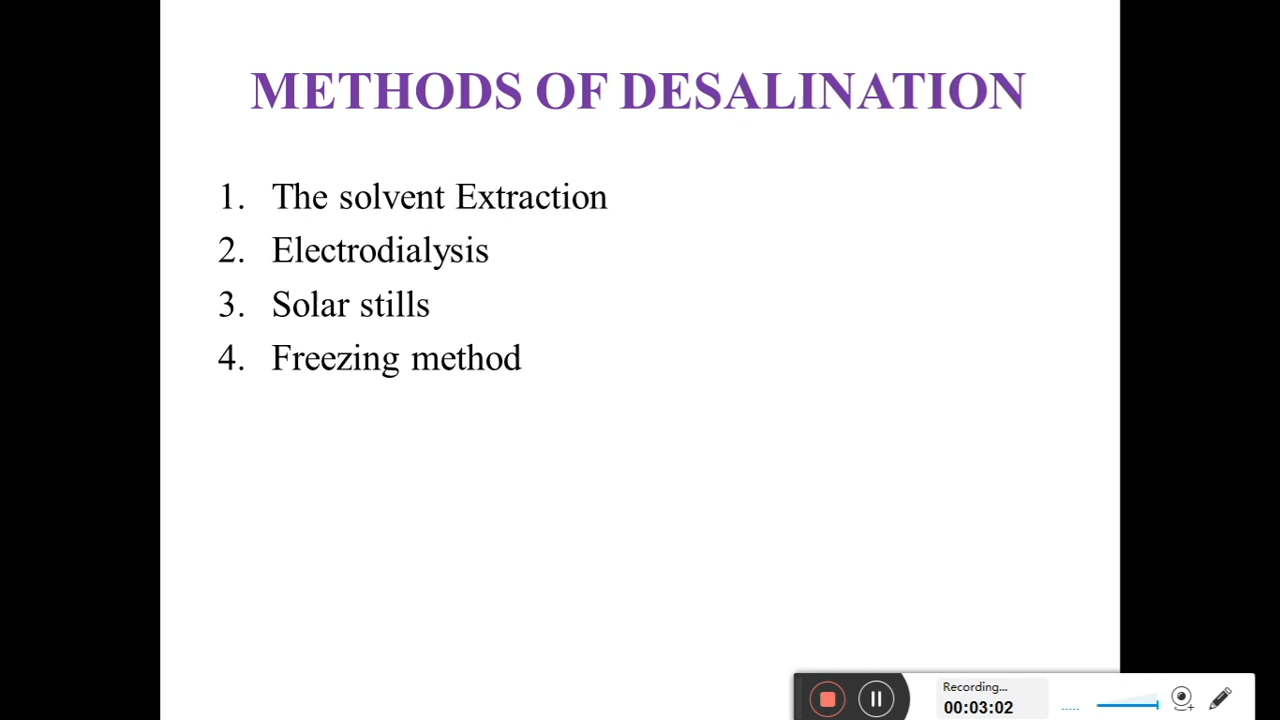 METHODS OF DESALINATION
1. The solvent Extraction
2. Electrodialysis
3. Solar stills
4. Freezing method
Recording...
00:03:02